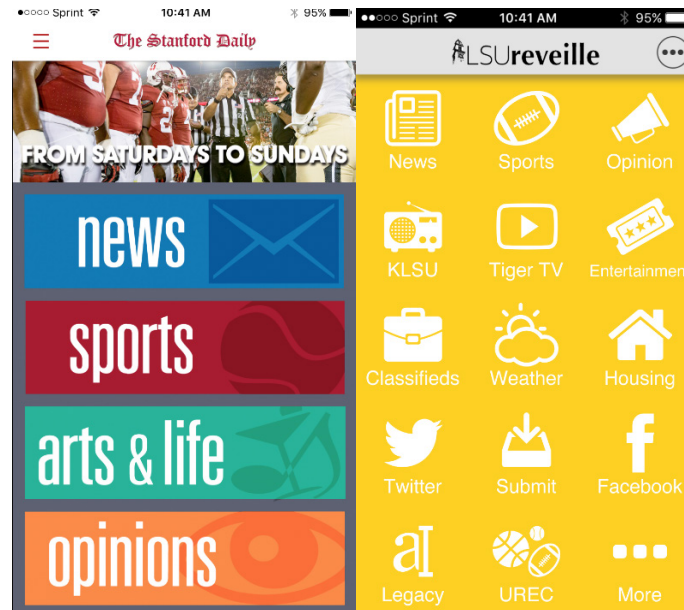 Sprint 10:41 AM 95%
The Stanford Daily
FROM SATURDAYS TO SUNDAYS
news
sports
arts & life
opinions
Sprint 10:41 AM 95%
LSUreveille
News Sports Opinion
KLSU Tiger TV Entertainmen
Classifieds Weather Housing
Twitter Submit Facebook
aI
Legacy UREC More